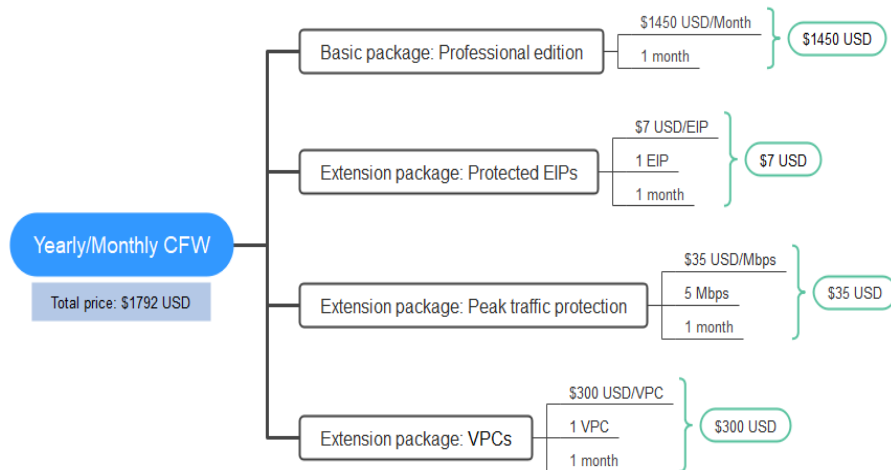 Yearly/Monthly CFW
Total price: $1792 USD
Basic package: Professional edition
$1450 USD/Month
1 month
$1450 USD
Extension package: Protected EIPs
$7 USD/EIP
1 EIP
1 month
$7 USD
Extension package: Peak traffic protection
$35 USD/Mbps
5 Mbps
1 month
$35 USD
Extension package: VPCs
$300 USD/VPC
1 VPC
1 month
$300 USD